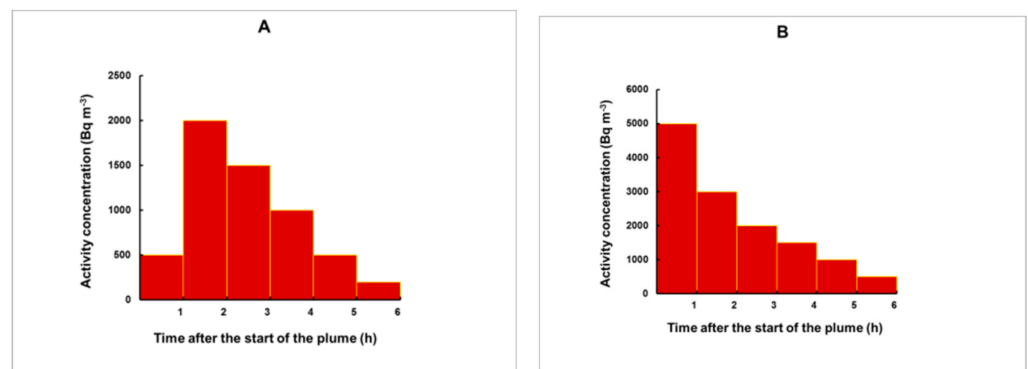 A
2500
2000
1500
1000
500
0
Activity concentration (Bq m⁻³)
1 2 3 4 5 6
Time after the start of the plume (h)
B
6000
5000
4000
3000
2000
1000
0
Activity concentration (Bq m⁻³)
1 2 3 4 5 6
Time after the start of the plume (h)